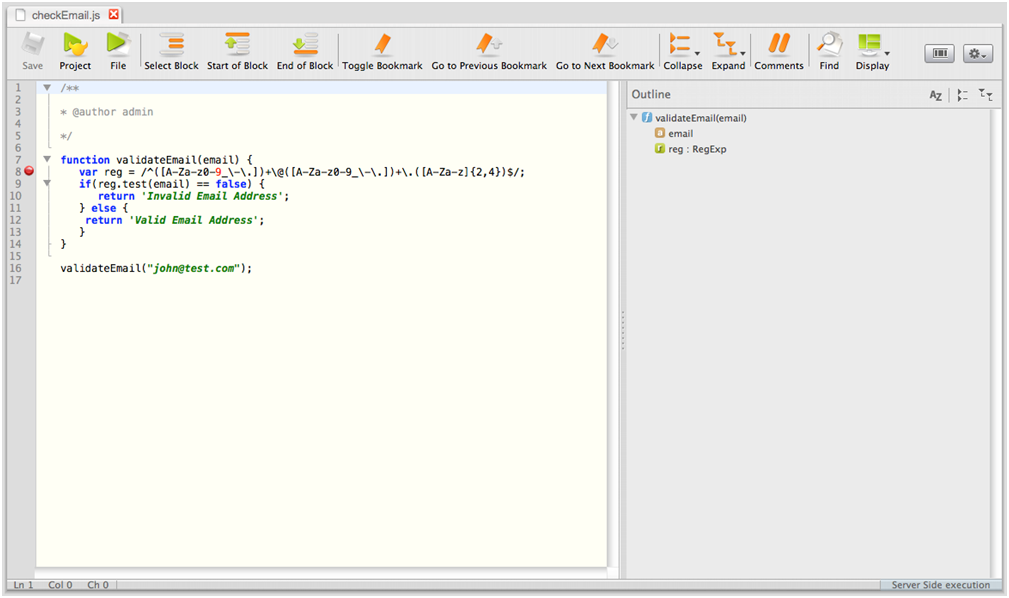 checkEmail.js
Save Project File Select Block Start of Block End of Block Toggle Bookmark Go to Previous Bookmark Go to Next Bookmark Collapse Expand Comments Find Display
Outline AZ
1 /**
2
3 * @author admin
4
5 */
6
7 function validateEmail(email) {
8 var reg = /^([A-Za-z0-9_\-\.])+\@([A-Za-z0-9_\-\.])+\.([A-Za-z]{2,4})$/;
9 if(reg.test(email) == false) {
10 return 'Invalid Email Address';
11 } else {
12 return 'Valid Email Address';
13 }
14 }
15
16 validateEmail("john@test.com");
17
validateEmail(email)
email
reg : RegExp
Ln 1 Col 0 Ch 0 Server Side execution